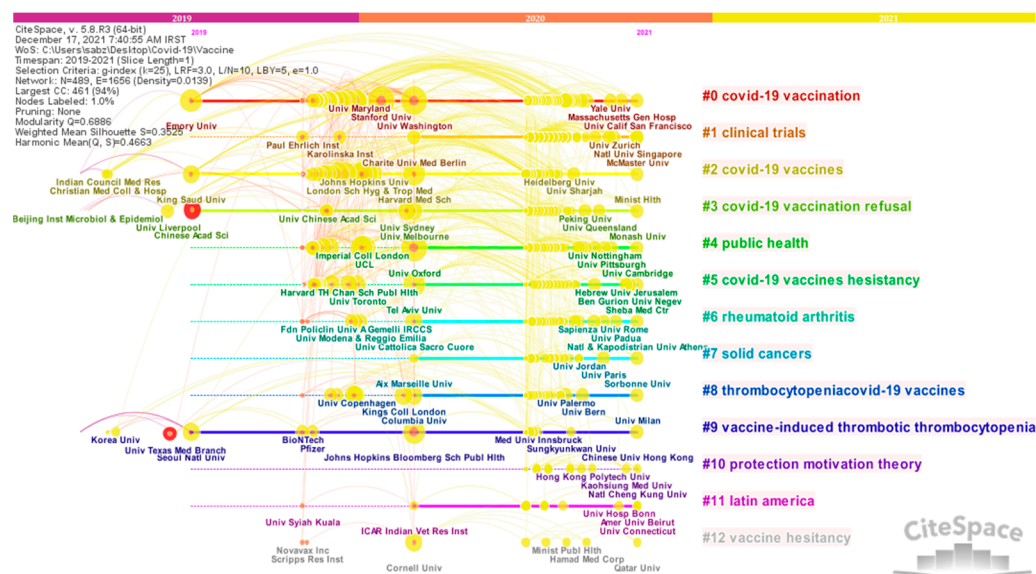 2019 2020 2021
CiteSpace, v. 5.8.R3 (64-bit)
December 17, 2021 7:40:55 AM IRST
WoS: C:\Users\sabz\Desktop\Covid-19\Vaccine
Timespan: 2019-2021 (Slice Length=1)
Selection Criteria: g-index (k=25), LRF=3.0, L/N=10, LBY=5, e=1.0
Network: N=489, E=1656 (Density=0.0139)
Largest CC: 461 (94%)
Nodes Labeled: 1.0%
Pruning: None
Modularity Q=0.6886
Weighted Mean Silhouette S=0.3525
Harmonic Mean(Q, S)=0.4663
2019 2021
#0 covid-19 vaccination
Univ Maryland Yale Univ
Stanford Univ Massachusetts Gen Hosp
Emory Univ Univ Washington Univ Calif San Francisco
#1 clinical trials
Paul Ehrlich Inst Univ Zurich
Karolinska Inst Natl Univ Singapore
Charite Univ Med Berlin McMaster Univ
#2 covid-19 vaccines
Indian Council Med Res Johns Hopkins Univ Heidelberg Univ
Christian Med Coll & Hosp London Sch Hyg & Trop Med Univ Sharjah
King Saud Univ Harvard Med Sch Minist Hlth
#3 covid-19 vaccination refusal
Beijing Inst Microbiol & Epidemiol Univ Chinese Acad Sci Peking Univ
Univ Liverpool Univ Sydney Univ Queensland
Chinese Acad Sci Univ Melbourne Monash Univ
#4 public health
Imperial Coll London Univ Nottingham
UCL Univ Pittsburgh
Univ Oxford Univ Cambridge
#5 covid-19 vaccines hesistancy
Harvard TH Chan Sch Publ Hlth Hebrew Univ Jerusalem
Univ Toronto Ben Gurion Univ Negev
Tel Aviv Univ Sheba Med Ctr
#6 rheumatoid arthritis
Fdn Policlin Univ A Gemelli IRCCS Sapienza Univ Rome
Univ Modena & Reggio Emilia Univ Padua
Univ Cattolica Sacro Cuore Natl & Kapodistrian Univ Athens
#7 solid cancers
Univ Jordan
Univ Paris
Aix Marseille Univ Sorbonne Univ
#8 thrombocytopeniacovid-19 vaccines
Univ Copenhagen Univ Palermo
Kings Coll London Univ Bern
Columbia Univ Univ Milan
#9 vaccine-induced thrombotic thrombocytopenia
Korea Univ BioNTech Med Univ Innsbruck
Univ Texas Med Branch Pfizer Sungkyunkwan Univ
Seoul Natl Univ Johns Hopkins Bloomberg Sch Publ Hlth Chinese Univ Hong Kong
#10 protection motivation theory
Hong Kong Polytech Univ
Kaohsiung Med Univ
Natl Cheng Kung Univ
#11 latin america
Univ Hosp Bonn
Univ Syiah Kuala Amer Univ Beirut
ICAR Indian Vet Res Inst Univ Connecticut
#12 vaccine hesitancy
Novavax Inc Minist Publ Hlth
Scripps Res Inst Hamad Med Corp
Cornell Univ Qatar Univ
CiteSpace